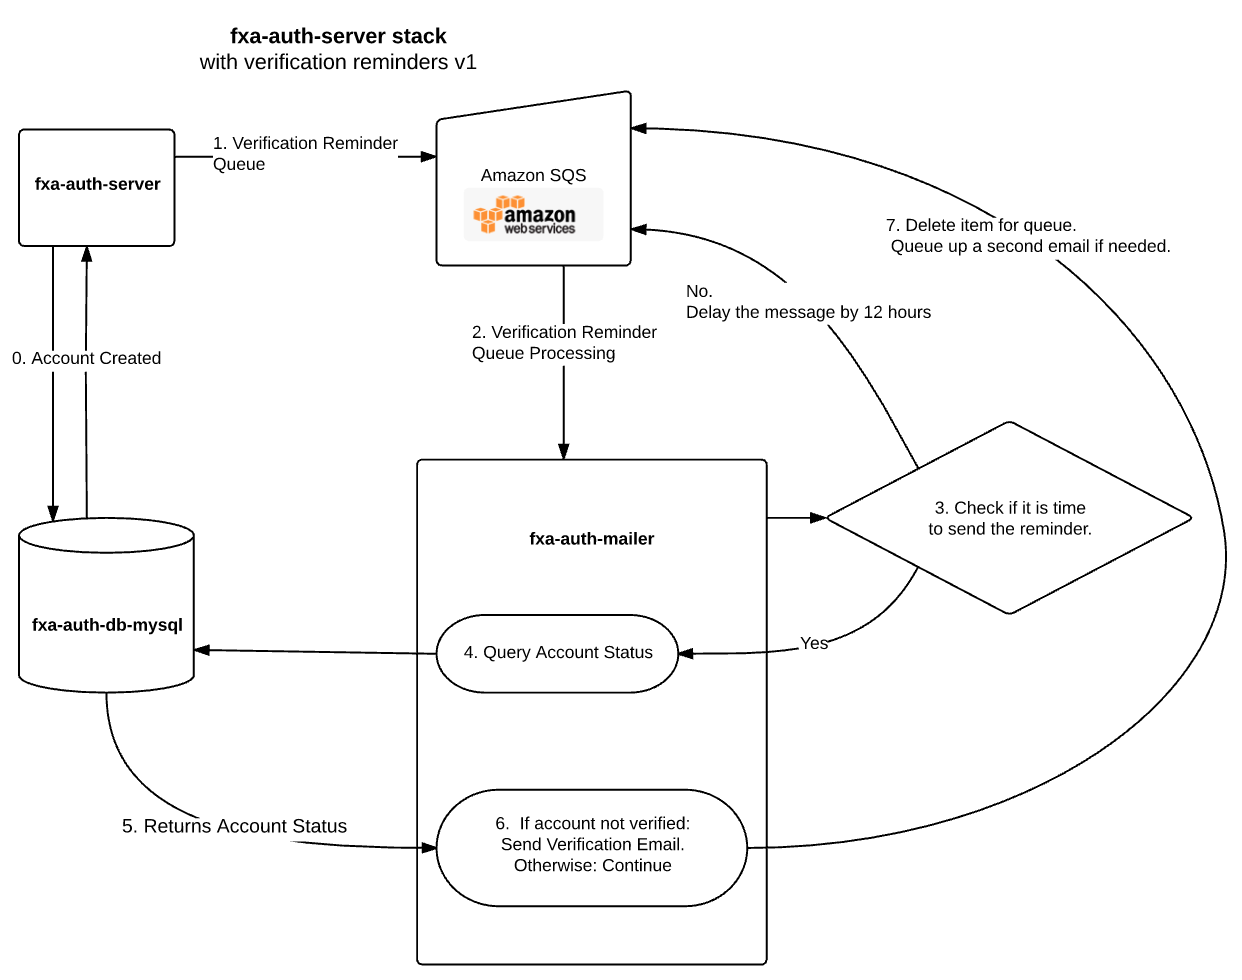 fxa-auth-server stack
with verification reminders v1
fxa-auth-server
1. Verification Reminder
Queue
Amazon SQS
amazon
webservices
7. Delete item for queue.
Queue up a second email if needed.
No.
Delay the message by 12 hours
2. Verification Reminder
Queue Processing
0. Account Created
3. Check if it is time
to send the reminder.
fxa-auth-mailer
fxa-auth-db-mysql
4. Query Account Status
Yes
5. Returns Account Status
6. If account not verified:
Send Verification Email.
Otherwise: Continue